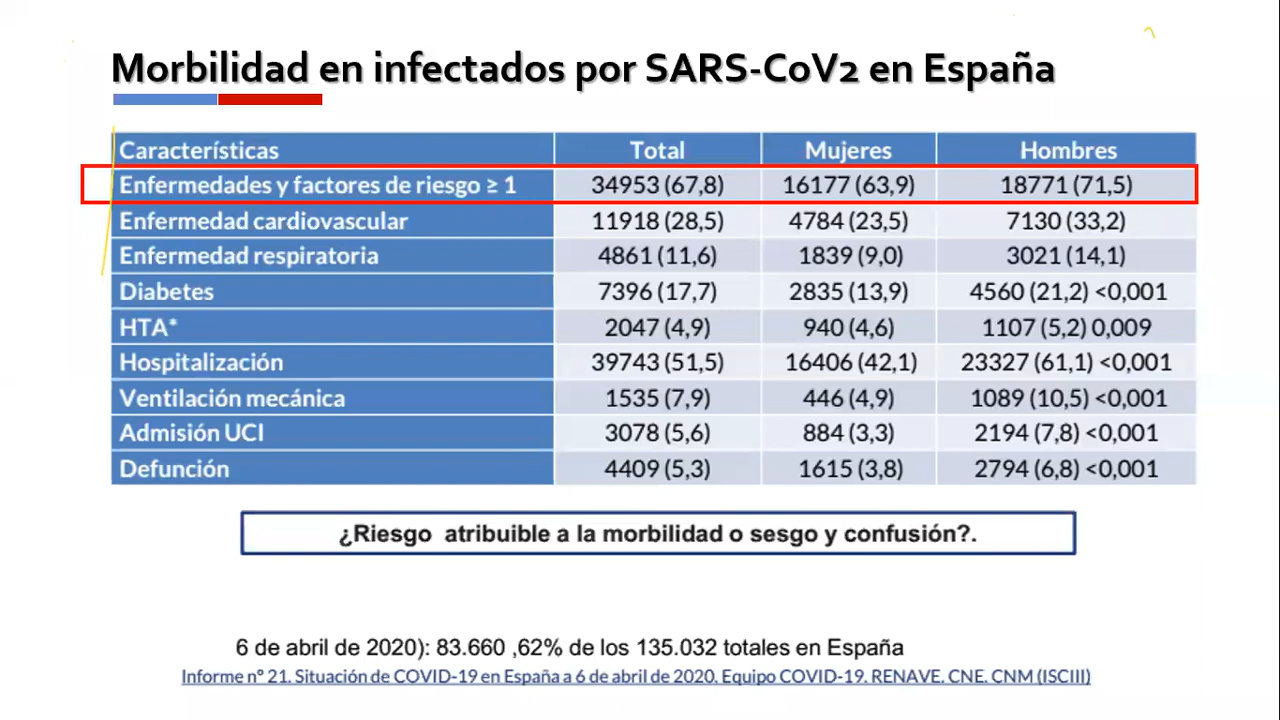 Morbilidad en infectados por SARS-CoV2 en España
Características Total Mujeres Hombres
Enfermedades y factores de riesgo ≥ 1 34953 (67,8) 16177 (63,9) 18771 (71,5)
Enfermedad cardiovascular 11918 (28,5) 4784 (23,5) 7130 (33,2)
Enfermedad respiratoria 4861 (11,6) 1839 (9,0) 3021 (14,1)
Diabetes 7396 (17,7) 2835 (13,9) 4560 (21,2) <0,001
HTA* 2047 (4,9) 940 (4,6) 1107 (5,2) 0,009
Hospitalización 39743 (51,5) 16406 (42,1) 23327 (61,1) <0,001
Ventilación mecánica 1535 (7,9) 446 (4,9) 1089 (10,5) <0,001
Admisión UCI 3078 (5,6) 884 (3,3) 2194 (7,8) <0,001
Defunción 4409 (5,3) 1615 (3,8) 2794 (6,8) <0,001
¿Riesgo atribuible a la morbilidad o sesgo y confusión?.
6 de abril de 2020): 83.660 ,62% de los 135.032 totales en España
Informe nº 21. Situación de COVID-19 en España a 6 de abril de 2020. Equipo COVID-19. RENAVE. CNE. CNM (ISCIII)